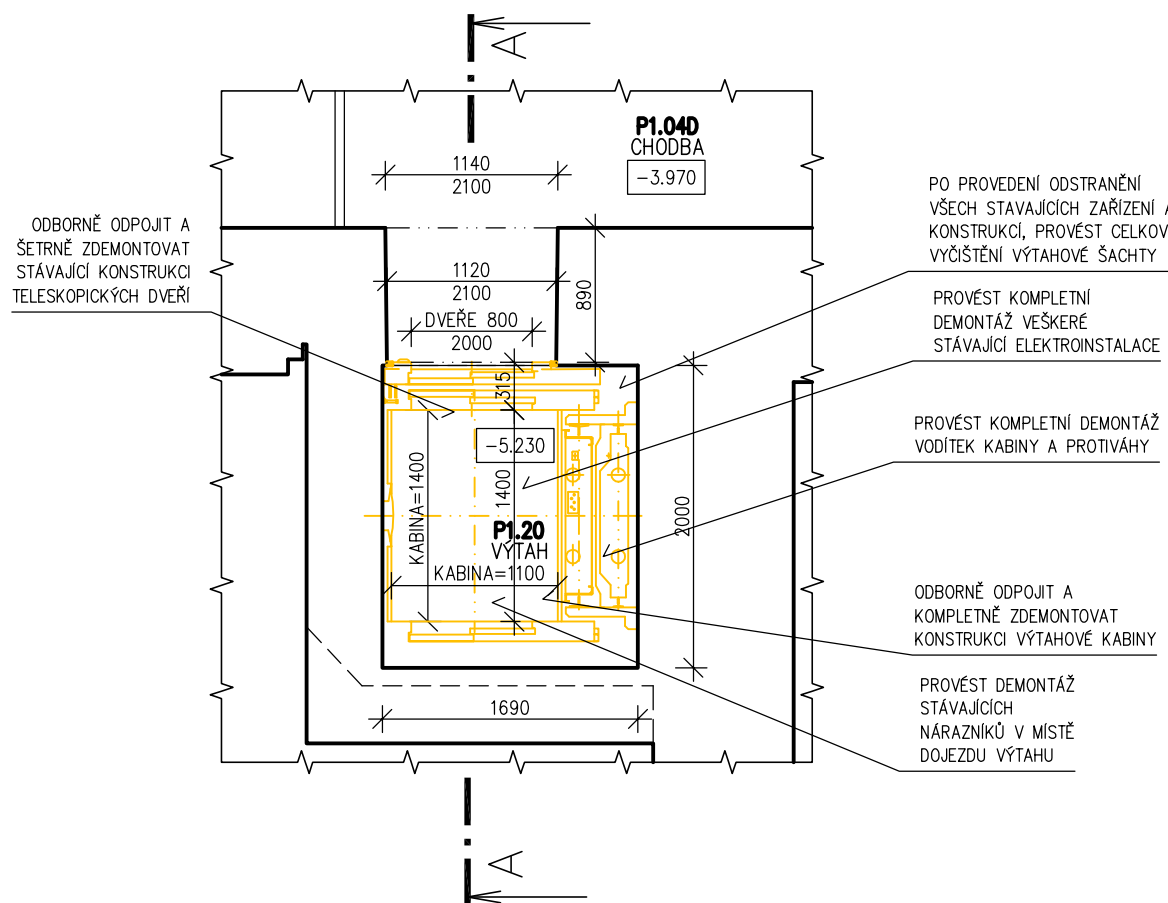 A
P1.04D
CHODBA
-3.970
1140
2100
ODBORNĚ ODPOJIT A
ŠETRNĚ ZDEMONTOVAT
STÁVAJÍCÍ KONSTRUKCI
TELESKOPICKÝCH DVEŘÍ
1120
2100
890
DVEŘE 800
2000
315
PO PROVEDENÍ ODSTRANĚNÍ
VŠECH STAVAJÍCÍCH ZAŘÍZENÍ A
KONSTRUKCÍ, PROVÉST CELKOV
VYČIŠTĚNÍ VÝTAHOVÉ ŠACHTY
PROVÉST KOMPLETNÍ
DEMONTÁŽ VEŠKERÉ
STÁVAJÍCÍ ELEKTROINSTALACE
-5.230
KABINA=1400
1400
P1.20
VÝTAH
KABINA=1100
2000
PROVÉST KOMPLETNÍ DEMONTÁŽ
VODÍTEK KABINY A PROTIVÁHY
ODBORNĚ ODPOJIT A
KOMPLETNĚ ZDEMONTOVAT
KONSTRUKCI VÝTAHOVÉ KABINY
1690
PROVÉST DEMONTÁŽ
STÁVAJÍCÍCH
NÁRAZNÍKŮ V MÍSTĚ
DOJEZDU VÝTAHU
A